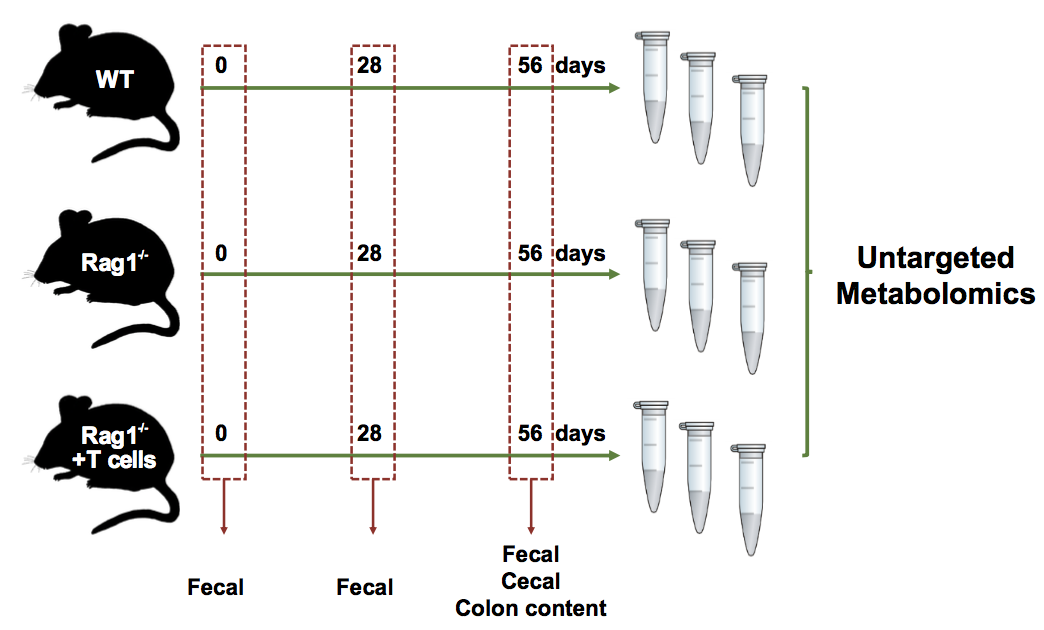 WT
0 28 56 days
Rag1-/-
0 28 56 days
Untargeted
Metabolomics
Rag1-/-
+T cells
0 28 56 days
Fecal
Fecal
Fecal
Cecal
Colon content